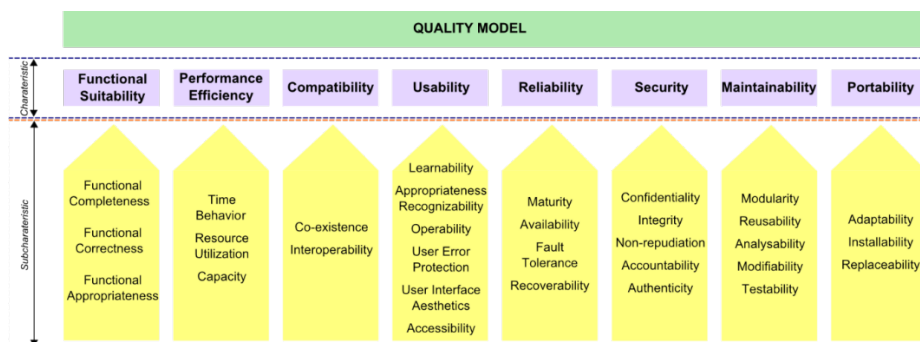 QUALITY MODEL
Charateristic
Functional
Suitability
Performance
Efficiency
Compatibility
Usability
Reliability
Security
Maintainability
Portability
Subcharateristic
Functional
Completeness
Functional
Correctness
Functional
Appropriateness
Time
Behavior
Resource
Utilization
Capacity
Co-existence
Interoperability
Learnability
Appropriateness
Recognizability
Operability
User Error
Protection
User Interface
Aesthetics
Accessibility
Maturity
Availability
Fault
Tolerance
Recoverability
Confidentiality
Integrity
Non-repudiation
Accountability
Authenticity
Modularity
Reusability
Analysability
Modifiability
Testability
Adaptability
Installability
Replaceability